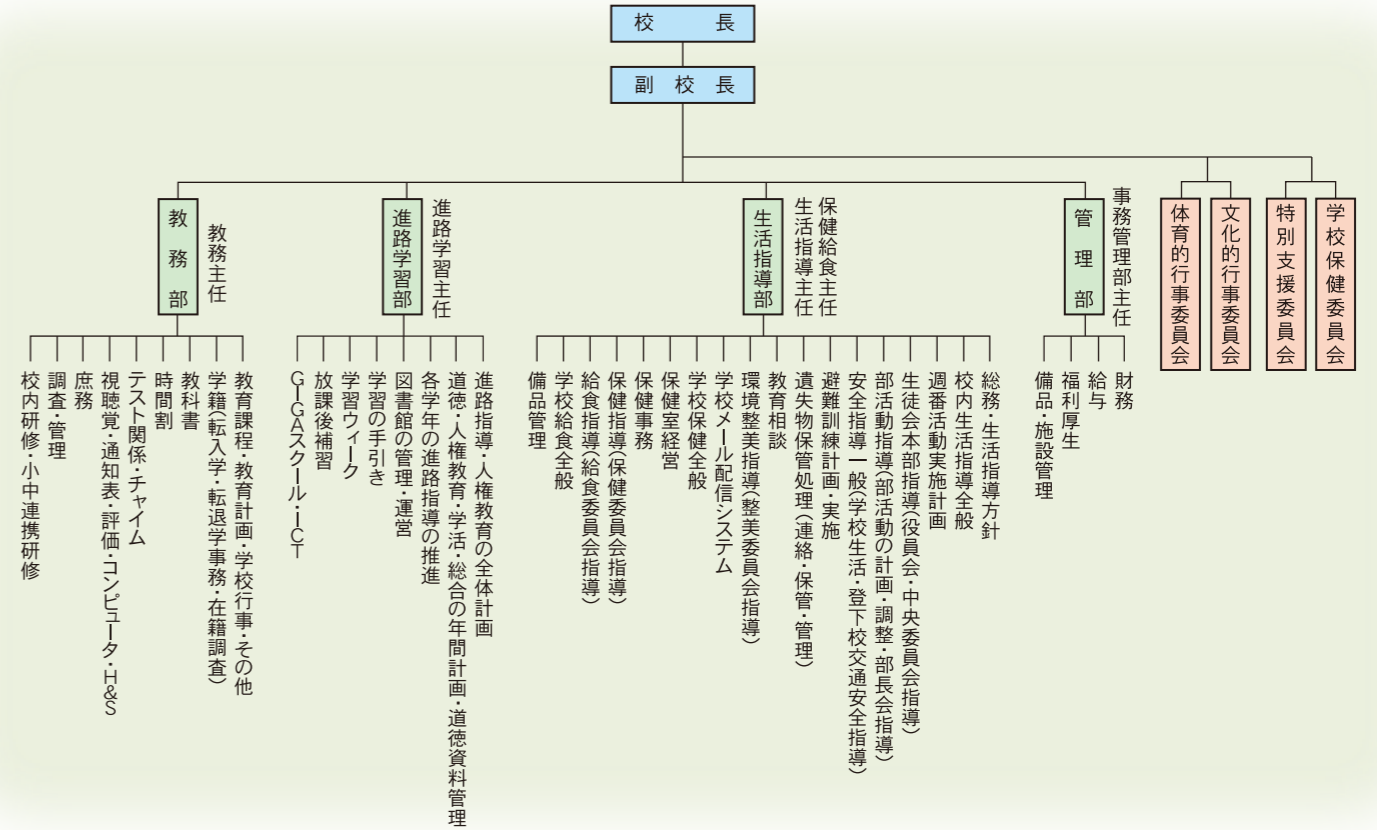 校長
副校長
教務部
教務主任
進路学習部
進路学習主任
生活指導部
保健給食主任
生活指導主任
管理部
事務管理部主任
体育的行事委員会
文化的行事委員会
特別支援委員会
学校保健委員会
教育課程・教育計画・学校行事・その他
学籍(転入学・転退学事務・在籍調査)
教科書
時間割
テスト関係・チャイム
視聴覚・通知表・評価・コンピュータ・H&S
庶務
調査・管理
校内研修・小中連携研修
進路指導・人権教育の全体計画
道徳・人権教育・学活・総合の年間計画・道徳資料管理
各学年の進路指導の推進
図書館の管理・運営
学習の手引き
学習ウィーク
放課後補習
GIGAスクール・ICT
総務・生活指導方針
校内生活指導全般
週番活動実施計画
生徒会本部指導(役員会・中央委員会指導)
部活動指導(部活動の計画・調整・部長会指導)
安全指導一般(学校生活・登下校交通安全指導)
避難訓練計画・実施
遺失物保管処理(連絡・保管・管理)
教育相談
環境整美指導(整美委員会指導)
学校メール配信システム
学校保健全般
保健室経営
保健事務
保健指導(保健委員会指導)
給食指導(給食委員会指導)
学校給食全般
備品管理
財務
給与
福利厚生
備品・施設管理